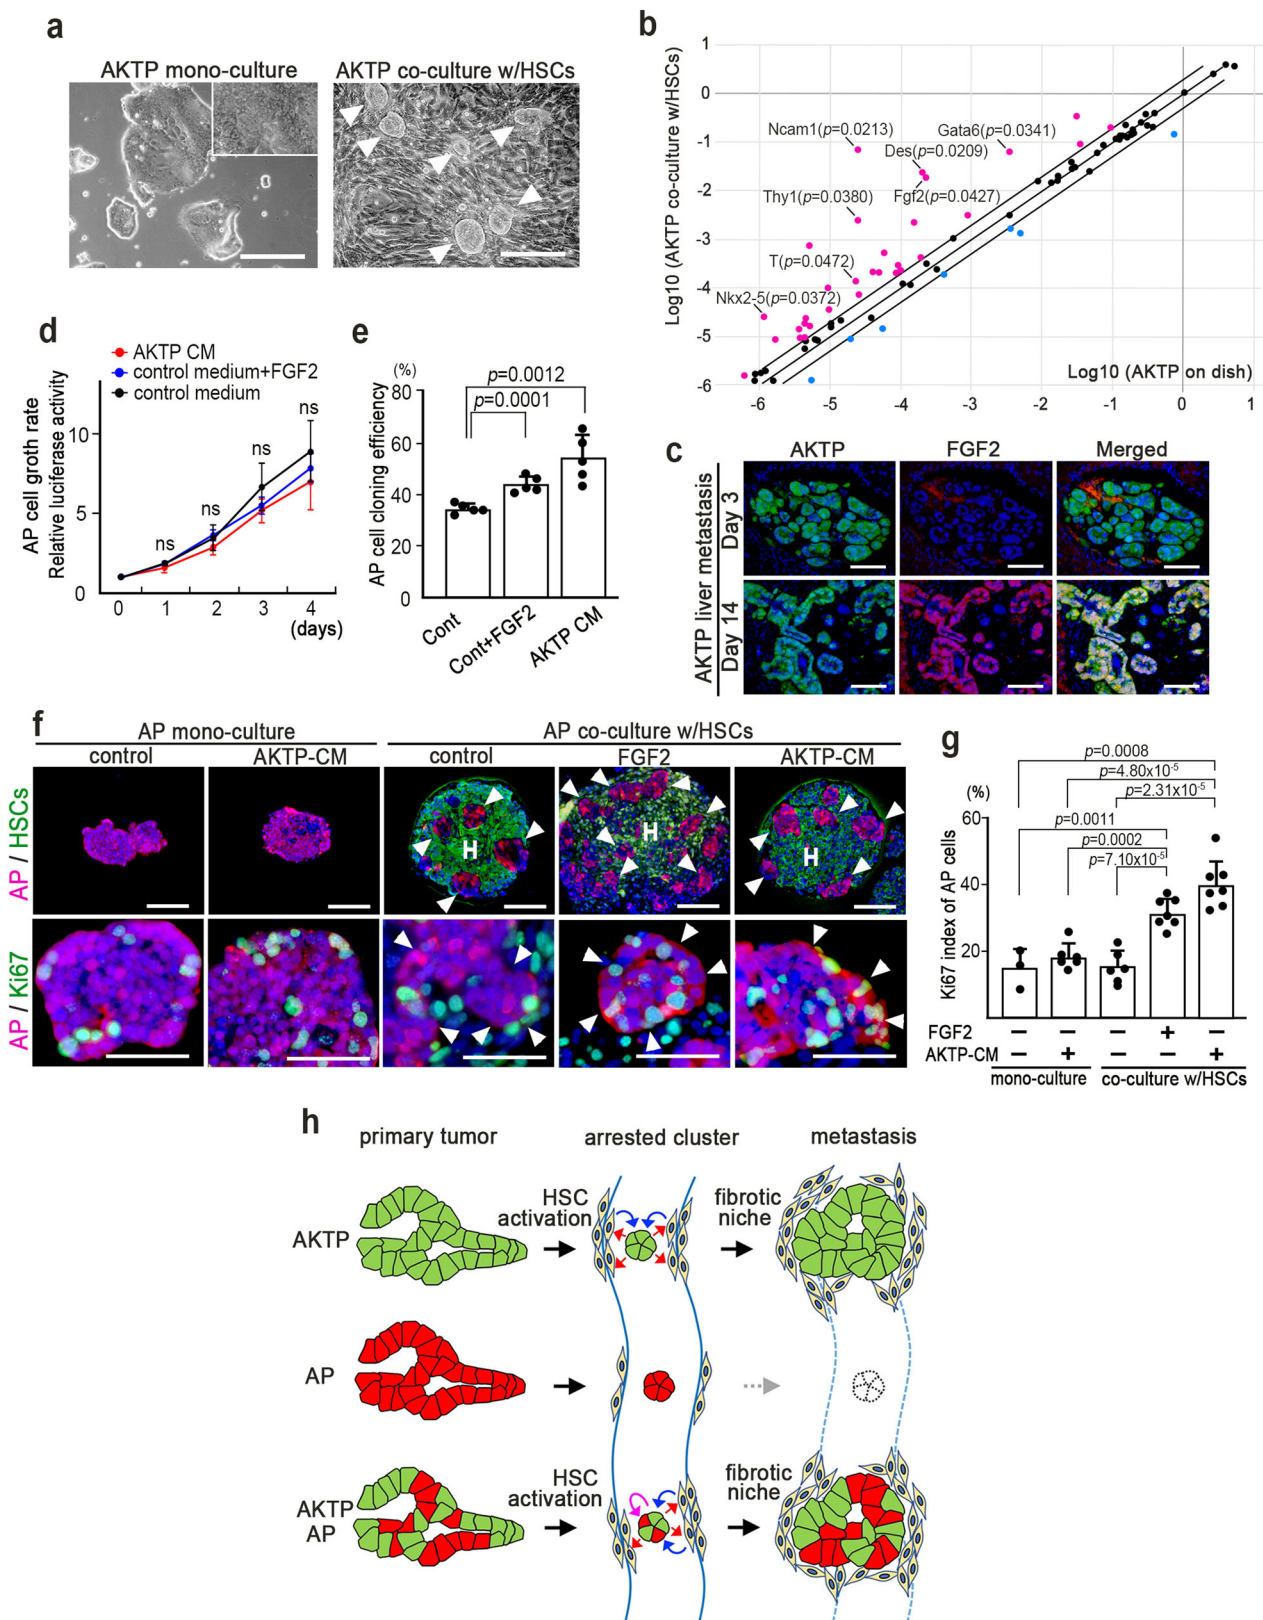 a
AKTP mono-culture
AKTP co-culture w/HSCs
b
Log10 (AKTP co-culture w/HSCs)
1
0
-1
-2
-3
-4
-5
-6
Ncam1(p=0.0213)
Gata6(p=0.0341)
Des(p=0.0209)
Thy1(p=0.0380)
Fgf2(p=0.0427)
T(p=0.0472)
Nkx2-5(p=0.0372)
Log10 (AKTP on dish)
-6 -5 -4 -3 -2 -1 0 1
d
AKTP CM
control medium+FGF2
control medium
AP cell groth rate
Relative luciferase activity
10
5
0
ns
ns
ns
ns
0 1 2 3 4
(days)
e
(%)
AP cell cloning efficiency
80
60
40
20
0
p=0.0012
p=0.0001
Cont
Cont+FGF2
AKTP CM
c
AKTP FGF2 Merged
AKTP liver metastasis
Day 3
Day 14
f
AP mono-culture
AP co-culture w/HSCs
control AKTP-CM control FGF2 AKTP-CM
AP / HSCs
H
H
H
AP / Ki67
g
(%)
Ki67 index of AP cells
60
40
20
p=0.0008
p=4.80x10-5
p=2.31x10-5
p=0.0011
p=0.0002
p=7.10x10-5
FGF2 − − − + −
AKTP-CM − + − − +
mono-culture co-culture w/HSCs
h
primary tumor arrested cluster metastasis
AKTP
HSC
activation
fibrotic
niche
AP
AKTP
AP
HSC
activation
fibrotic
niche